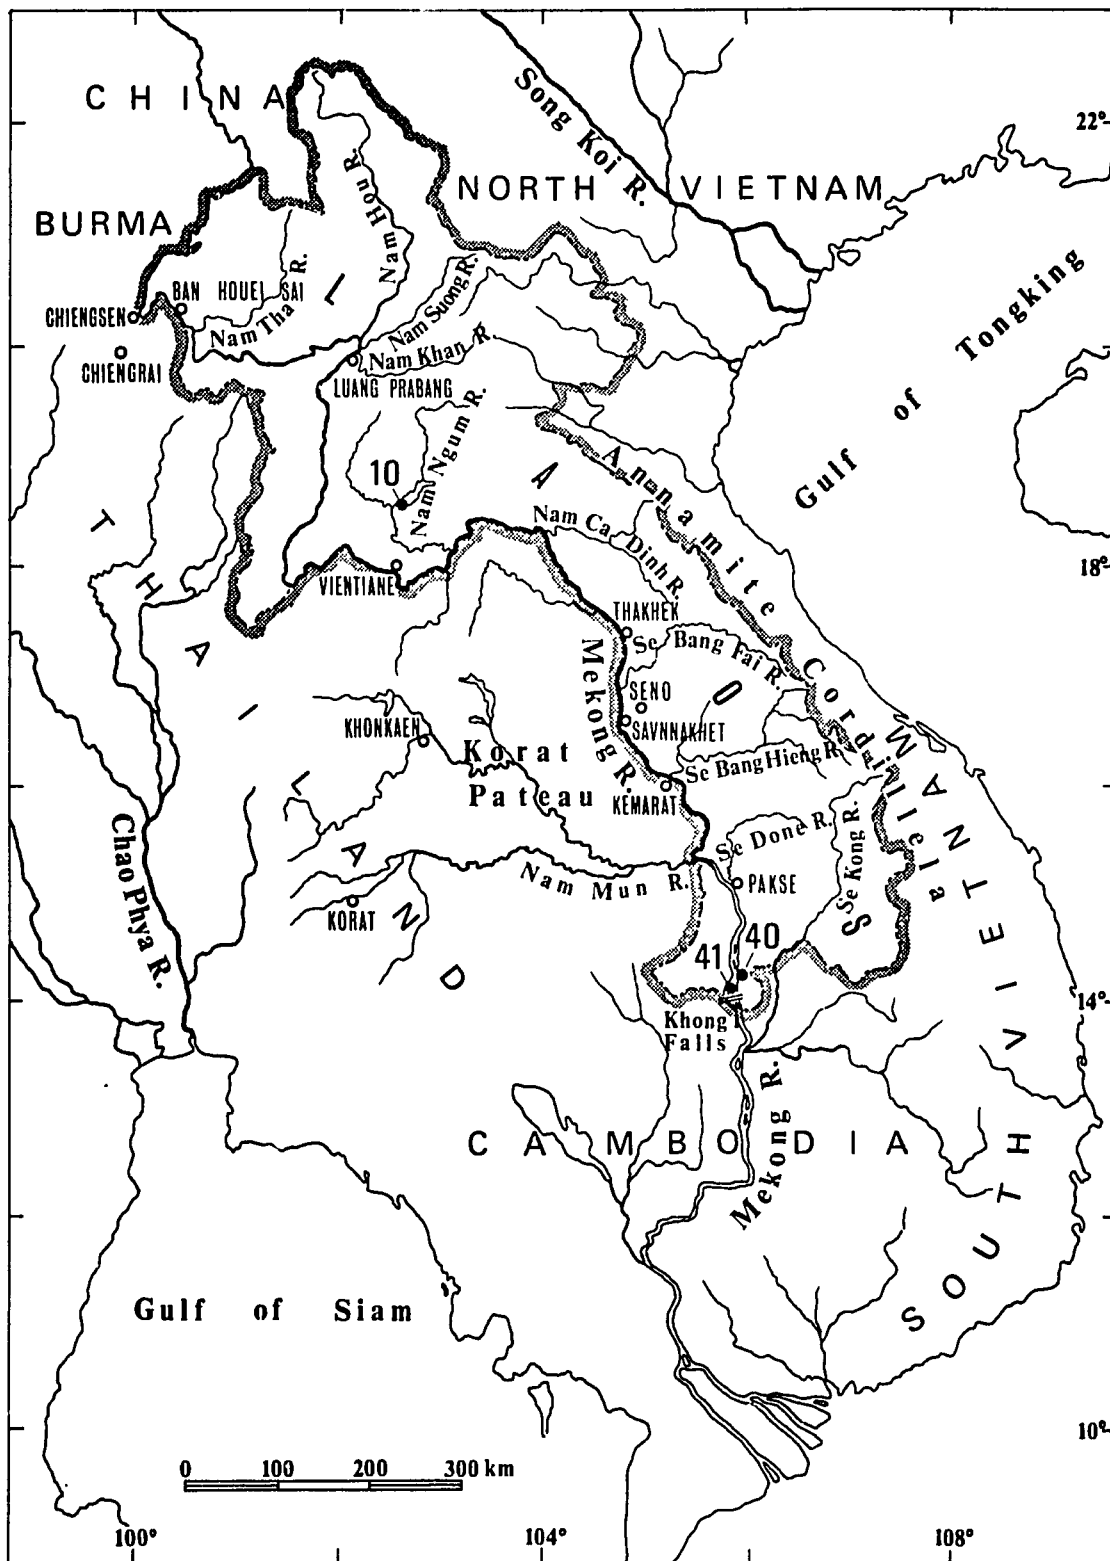 CHINA
Song Koi R.
22°
NORTH VIETNAM
BURMA
Nam Hou R.
BAN HOUEI SAI
CHIENGSEN
Nam Tha R.
Nam Suong R.
Nam Khan R.
CHIENGRAI
LUANG PRABANG
Gulf of Tongking
LAOS
10
Nam Ngum R.
Annamite Cordillela
Nam Ca Dinh R.
18°
VIENTIANE
THAKHEK
THAILAND
Se Bang Fai R.
Mekong R.
SENO
SAVNNAKHET
KHONKAEN
Korat
Pateau
Se Bang Hieng R.
KEMARAT
Chao Phya R.
Se Done R.
Se Kong R.
Nam Mun R.
PAKSE
KORAT
41
40
14°
Khong
Falls
CAMBODIA
Mekong R.
SOUTH VIETNAM
Gulf of Siam
10°
0 100 200 300 km
100° 104° 108°